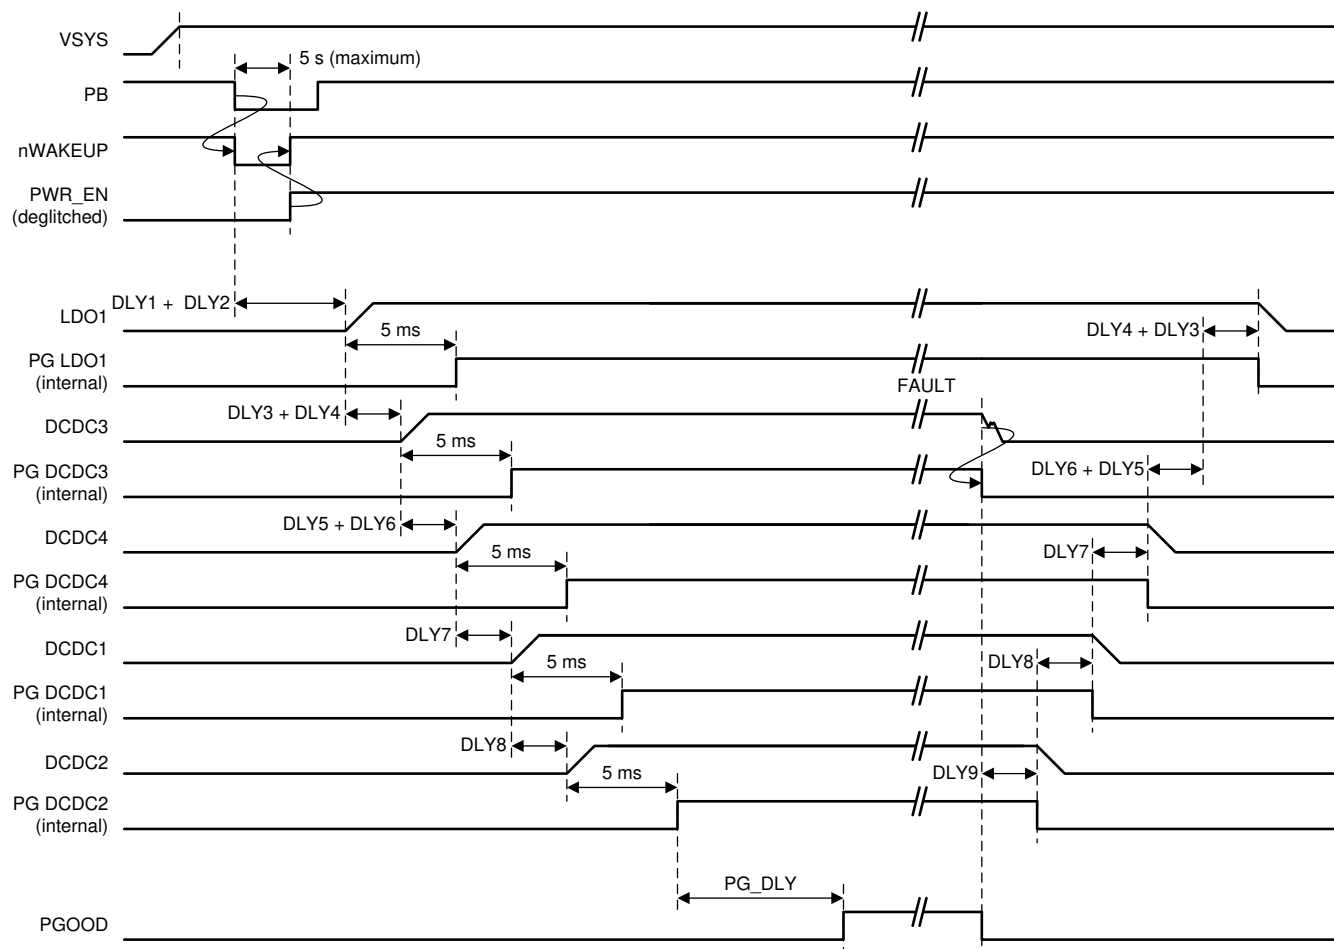 VSYS
5 s (maximum)
PB
nWAKEUP
PWR_EN
(deglitched)
DLY1 + DLY2
LDO1
5 ms
DLY4 + DLY3
PG LDO1
(internal)
FAULT
DLY3 + DLY4
DCDC3
5 ms
PG DCDC3
(internal)
DLY6 + DLY5
DLY5 + DLY6
DCDC4
5 ms
DLY7
PG DCDC4
(internal)
DLY7
DCDC1
5 ms
DLY8
PG DCDC1
(internal)
DLY8
DCDC2
5 ms
DLY9
PG DCDC2
(internal)
PG_DLY
PGOOD